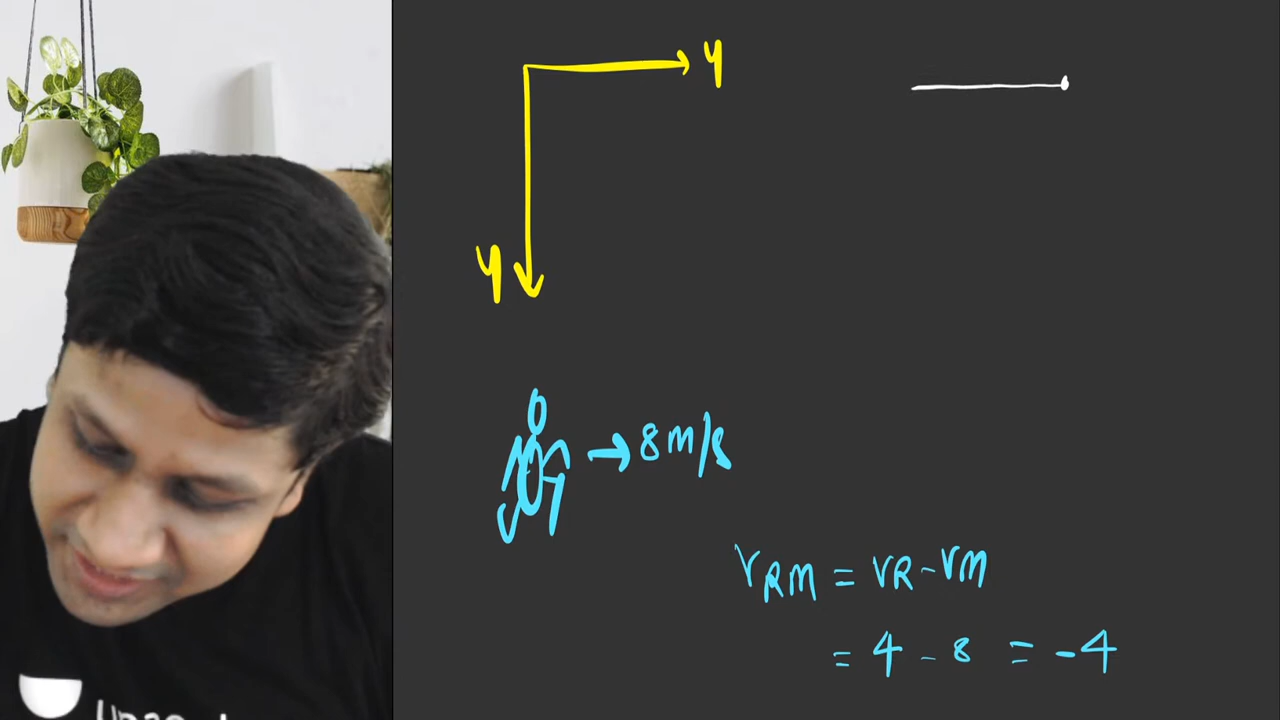 4
4
→ 8 m/s
VRM = VR - VM
= 4 - 8 = -4